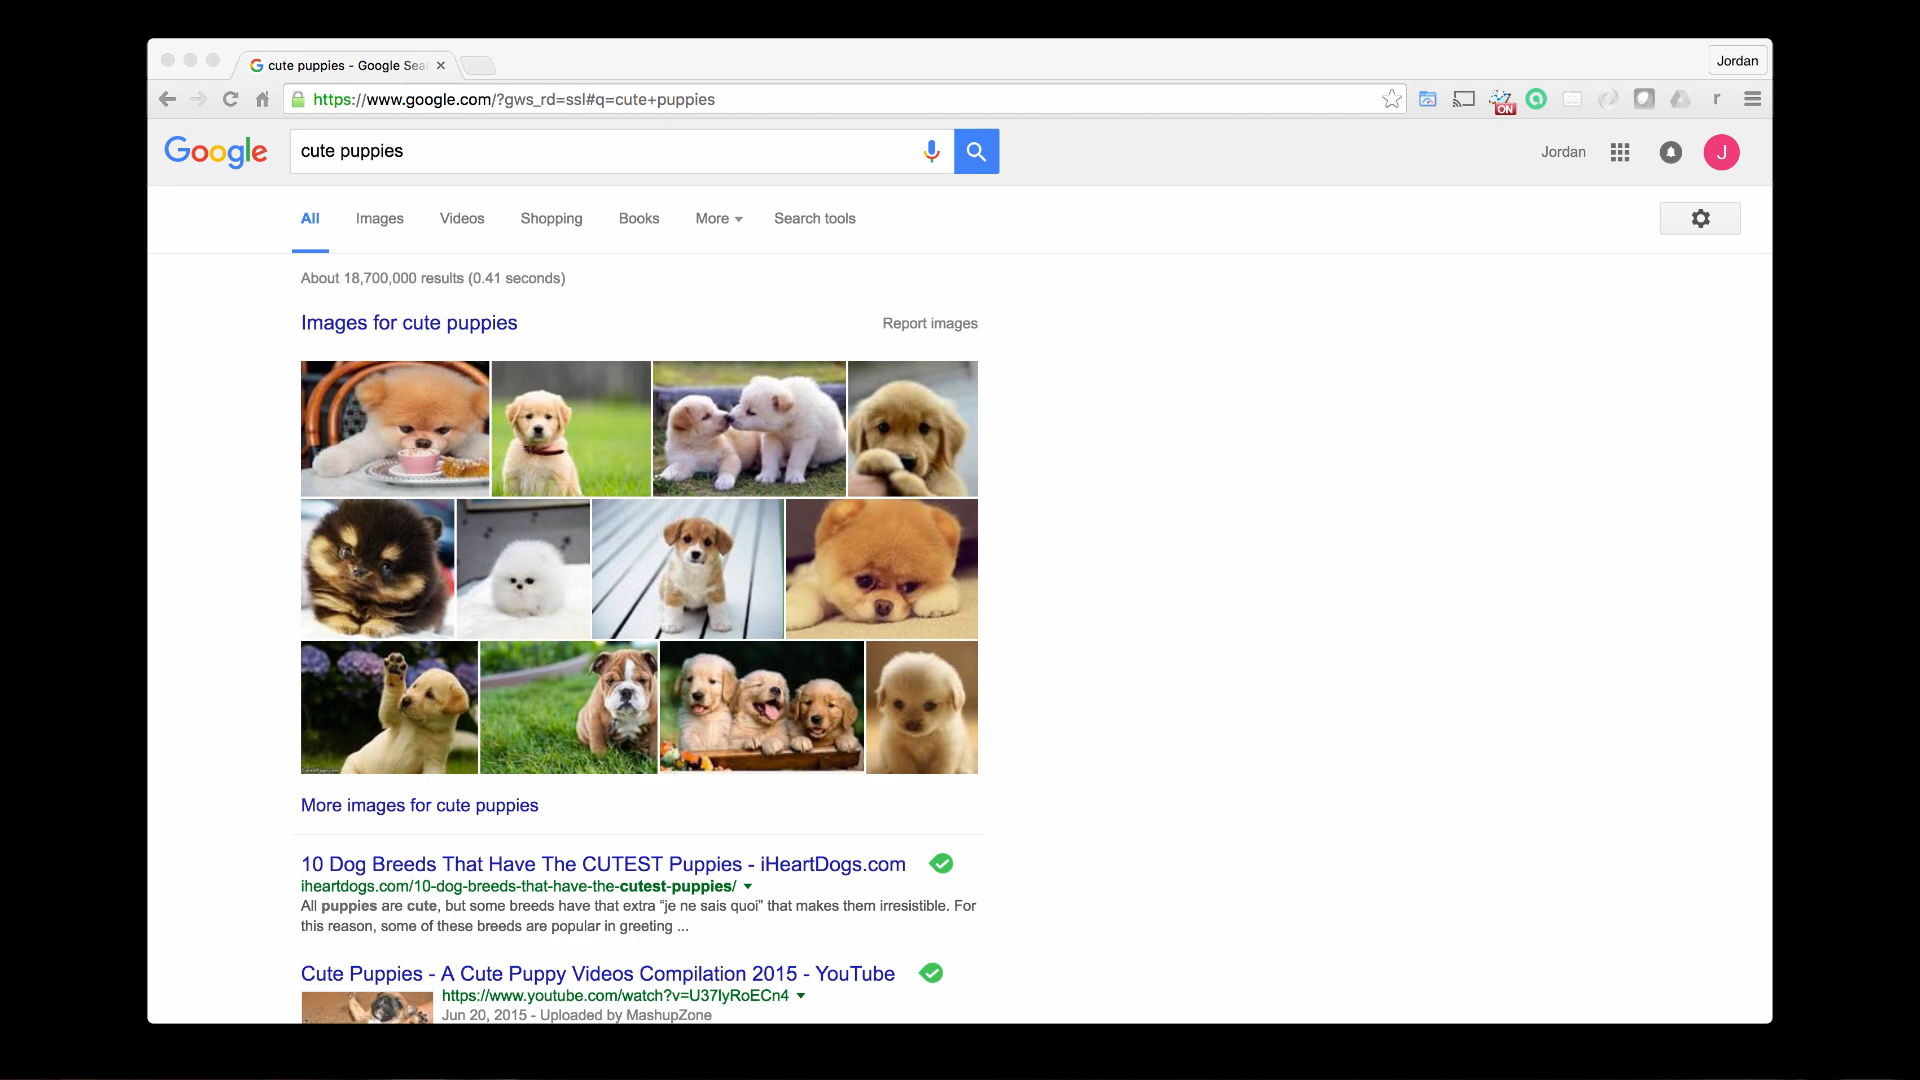 cute puppies - Google Sea
Jordan
https://www.google.com/?gws_rd=ssl#q=cute+puppies
ON
r
Google
cute puppies
Jordan
J
All
Images
Videos
Shopping
Books
More
Search tools
About 18,700,000 results (0.41 seconds)
Images for cute puppies
Report images
More images for cute puppies
10 Dog Breeds That Have The CUTEST Puppies - iHeartDogs.com
iheartdogs.com/10-dog-breeds-that-have-the-cutest-puppies/
All puppies are cute, but some breeds have that extra “je ne sais quoi” that makes them irresistible. For
this reason, some of these breeds are popular in greeting ...
Cute Puppies - A Cute Puppy Videos Compilation 2015 - YouTube
https://www.youtube.com/watch?v=U37lyRoECn4
Jun 20, 2015 - Uploaded by MashupZone